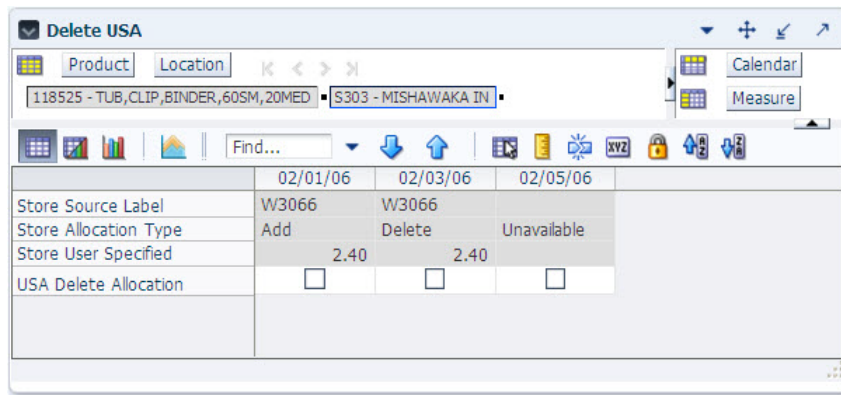 Delete USA
Product Location
Calendar
118525 - TUB,CLIP,BINDER,60SM,20MED S303 - MISHAWAKA IN
Measure
Find... XYZ A Z Z A
02/01/06 02/03/06 02/05/06
Store Source Label W3066 W3066
Store Allocation Type Add Delete Unavailable
Store User Specified 2.40 2.40
USA Delete Allocation